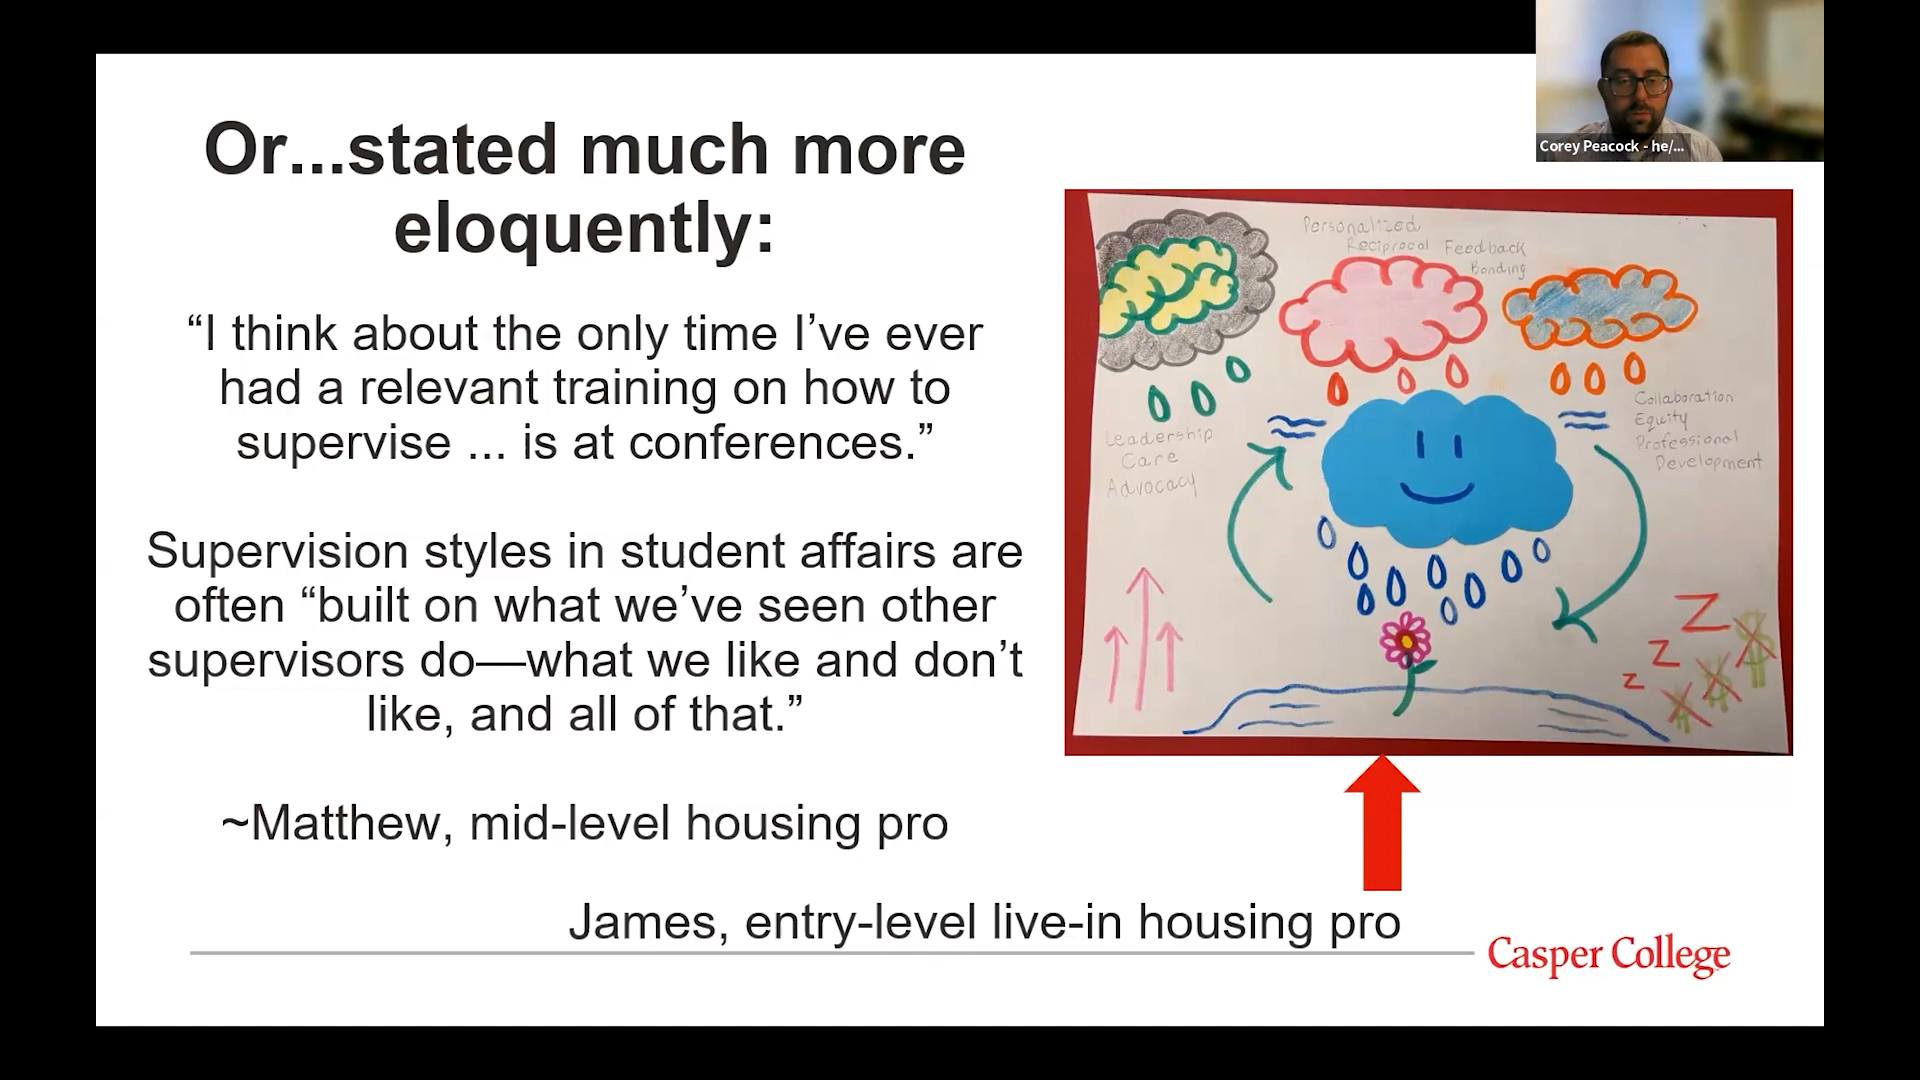 Corey Peacock - he/...
Or...stated much more
eloquently:
“I think about the only time I’ve ever
had a relevant training on how to
supervise ... is at conferences.”
Supervision styles in student affairs are
often “built on what we’ve seen other
supervisors do—what we like and don’t
like, and all of that.”
~Matthew, mid-level housing pro
Personalized
Reciprocal Feedback
Bonding
Leadership
Care
Advocacy
Collaboration
Equity
Professional
Development
Z
Z
Z
James, entry-level live-in housing pro
Casper College